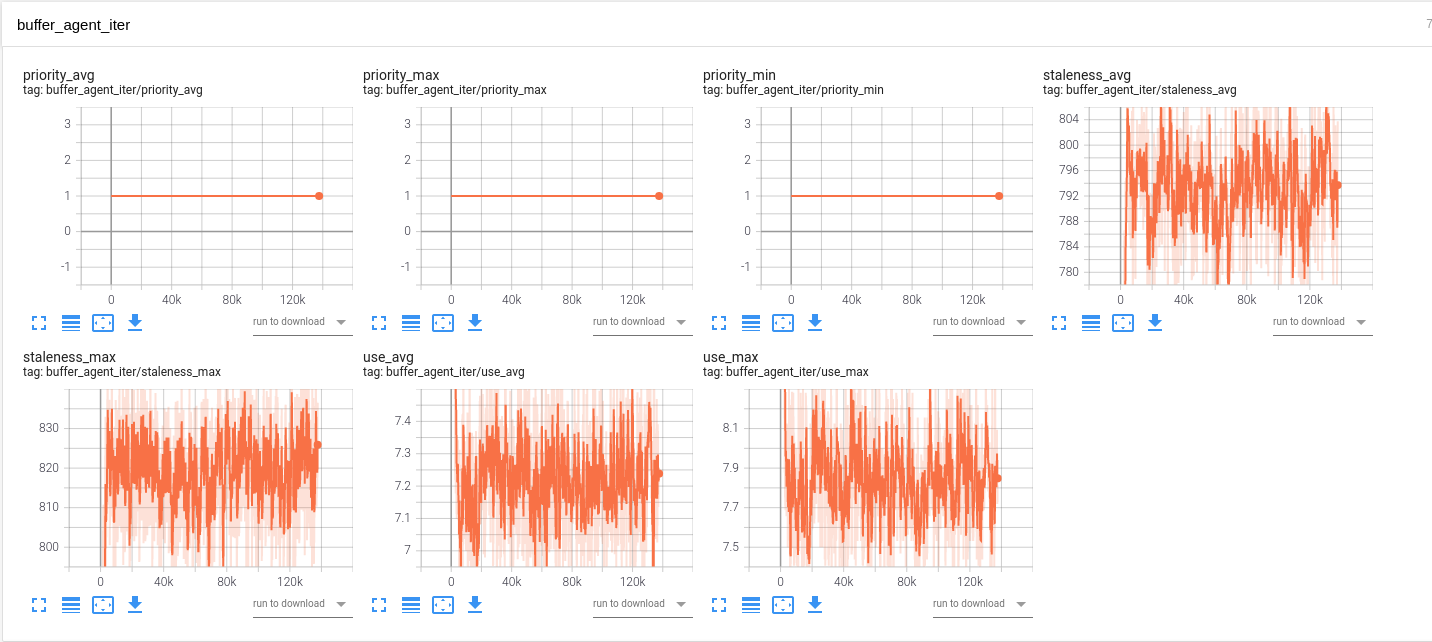 buffer_agent_iter
7
priority_avg
tag: buffer_agent_iter/priority_avg
3
2
1
0
-1
0 40k 80k 120k
run to download
priority_max
tag: buffer_agent_iter/priority_max
3
2
1
0
-1
0 40k 80k 120k
run to download
priority_min
tag: buffer_agent_iter/priority_min
3
2
1
0
-1
0 40k 80k 120k
run to download
staleness_avg
tag: buffer_agent_iter/staleness_avg
804
800
796
792
788
784
780
0 40k 80k 120k
run to download
staleness_max
tag: buffer_agent_iter/staleness_max
830
820
810
800
0 40k 80k 120k
run to download
use_avg
tag: buffer_agent_iter/use_avg
7.4
7.3
7.2
7.1
7
0 40k 80k 120k
run to download
use_max
tag: buffer_agent_iter/use_max
8.1
7.9
7.7
7.5
0 40k 80k 120k
run to download